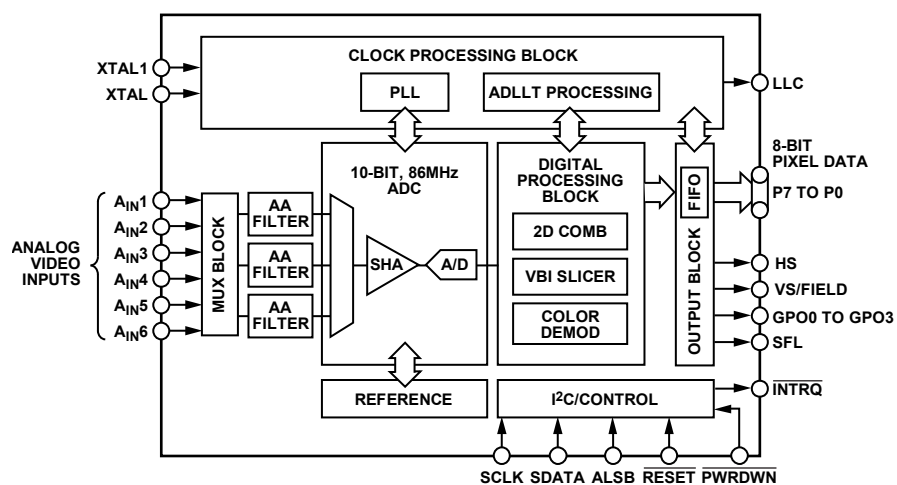 CLOCK PROCESSING BLOCK
XTAL1
XTAL
PLL
ADLLT PROCESSING
LLC
10-BIT, 86MHz
ADC
DIGITAL
PROCESSING
BLOCK
2D COMB
VBI SLICER
COLOR
DEMOD
FIFO
OUTPUT BLOCK
8-BIT
PIXEL DATA
P7 TO P0
ANALOG
VIDEO
INPUTS
AIN1
AIN2
AIN3
AIN4
AIN5
AIN6
MUX BLOCK
AA
FILTER
AA
FILTER
AA
FILTER
SHA
A/D
HS
VS/FIELD
GPO0 TO GPO3
SFL
REFERENCE
I2C/CONTROL
INTRQ
SCLK
SDATA
ALSB
RESET
PWRDWN